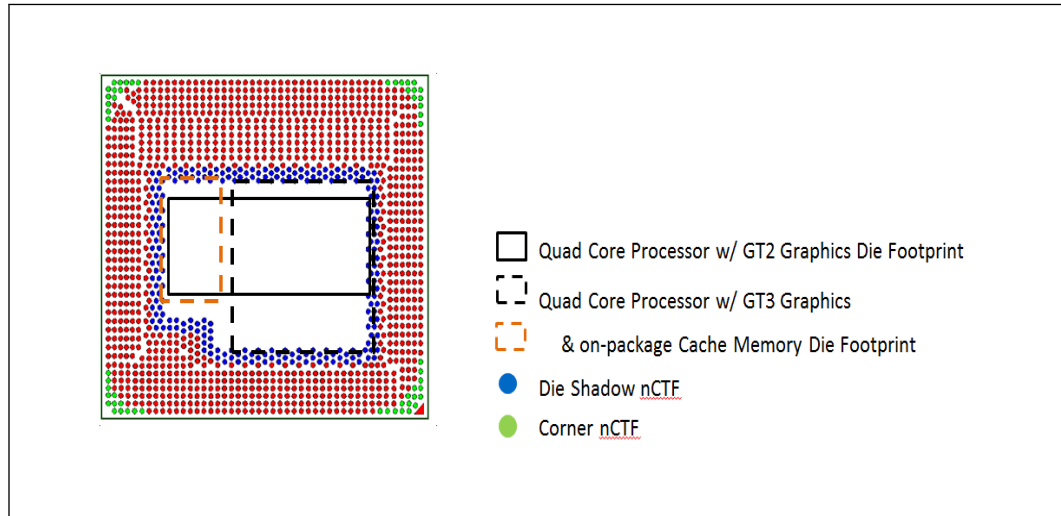 Quad Core Processor w/ GT2 Graphics Die Footprint
Quad Core Processor w/ GT3 Graphics
& on-package Cache Memory Die Footprint
Die Shadow nCTF
Corner nCTF